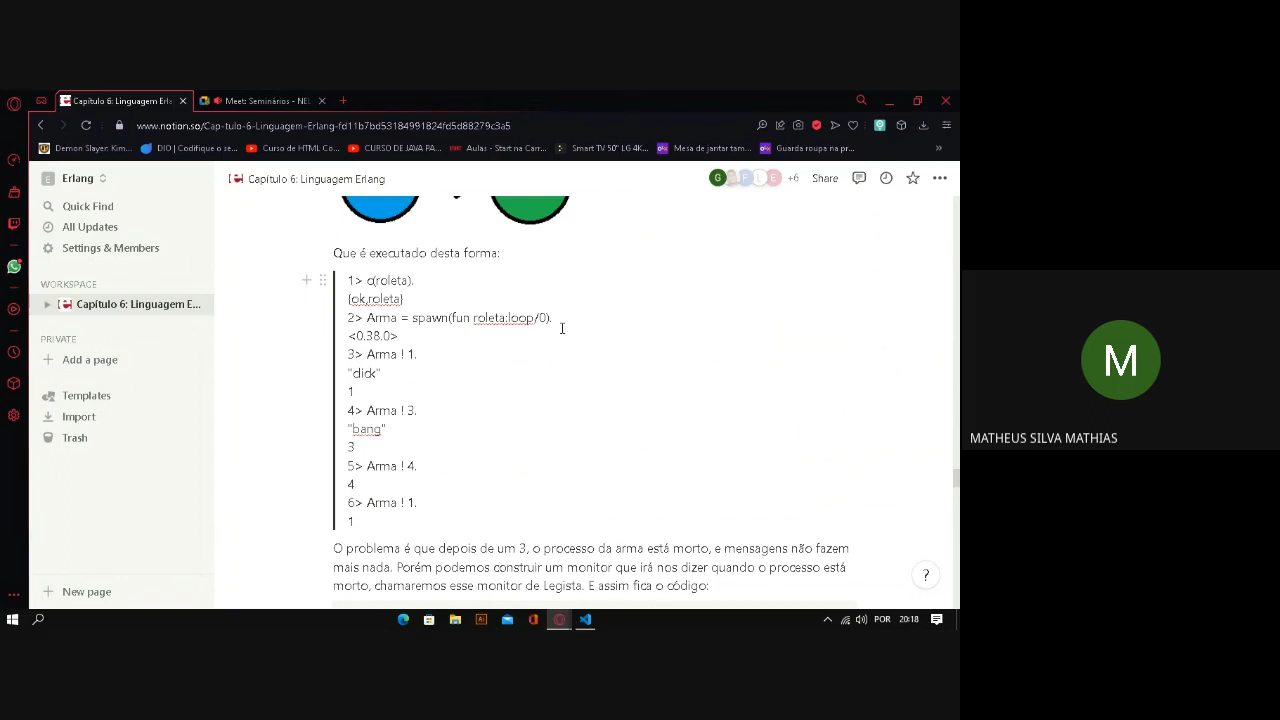 Capítulo 6: Linguagem Erla
Meet: Seminários - NEL
www.notion.so/Cap-tulo-6-Linguagem-Erlang-fd11b7bd53184991824fd5d88279c3a5
Demon Slayer: Kim...
DIO | Codifique o se...
Curso de HTML Co...
CURSO DE JAVA PA...
Aulas - Start na Carr...
Smart TV 50" LG 4K...
Mesa de jantar tam...
Guarda roupa na pr...
»
E Erlang
Capítulo 6: Linguagem Erlang
G F L E +6 Share
Quick Find
All Updates
Settings & Members
WORKSPACE
Capítulo 6: Linguagem E...
PRIVATE
Add a page
Templates
Import
Trash
New page
Que é executado desta forma:
1> c(roleta).
{ok,roleta}
2> Arma = spawn(fun roleta:loop/0).
<0.38.0>
3> Arma ! 1.
"click"
1
4> Arma ! 3.
"bang"
3
5> Arma ! 4.
4
6> Arma ! 1.
1
O problema é que depois de um 3, o processo da arma está morto, e mensagens não fazem
mais nada. Porém podemos construir um monitor que irá nos dizer quando o processo está
morto, chamaremos esse monitor de Legista. E assim fica o código:
?
POR 20:18
M
MATHEUS SILVA MATHIAS